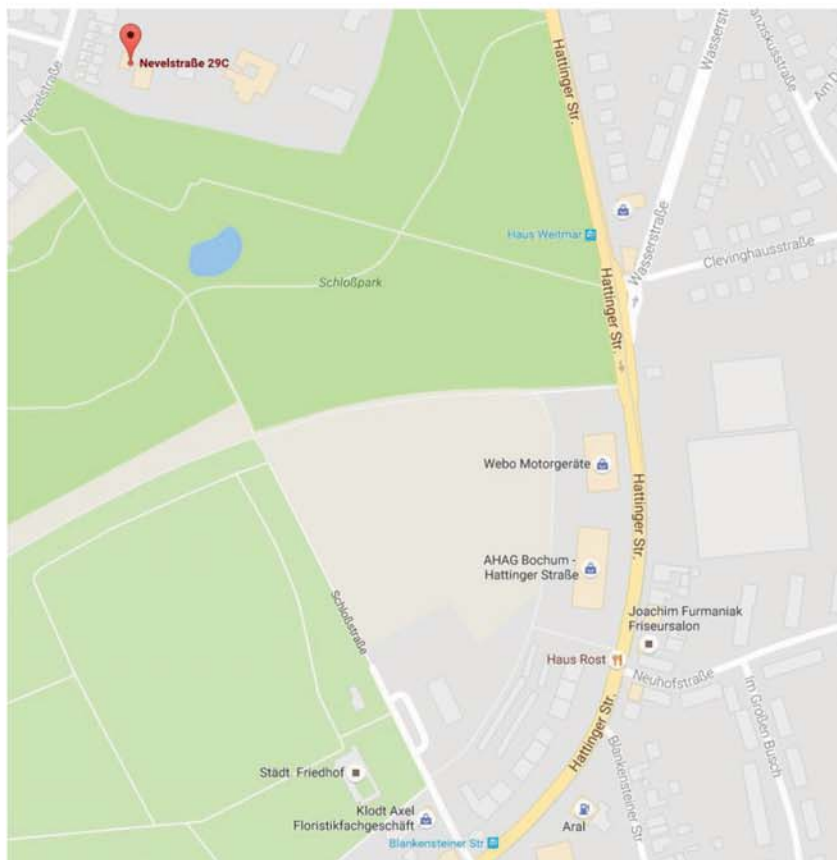 Nevelstraße 29C
Nevelstraße
Hattinger Str.
Wasserstraße
Am
Haus Weitmar
Wasserstraße
Clevinghausstraße
Schloßpark
Hattinger Str.
Webo Motorgeräte
Hattinger Str.
AHAG Bochum -
Hattinger Straße
Schloßstraße
Joachim Furmaniak
Friseursalon
Haus Rost
Neuhofstraße
Im Großen Busch
Hattinger Str.
Blankensteiner Str
Städt. Friedhof
Klodt Axel
Floristikfachgeschäft
Aral
Blankensteiner Str